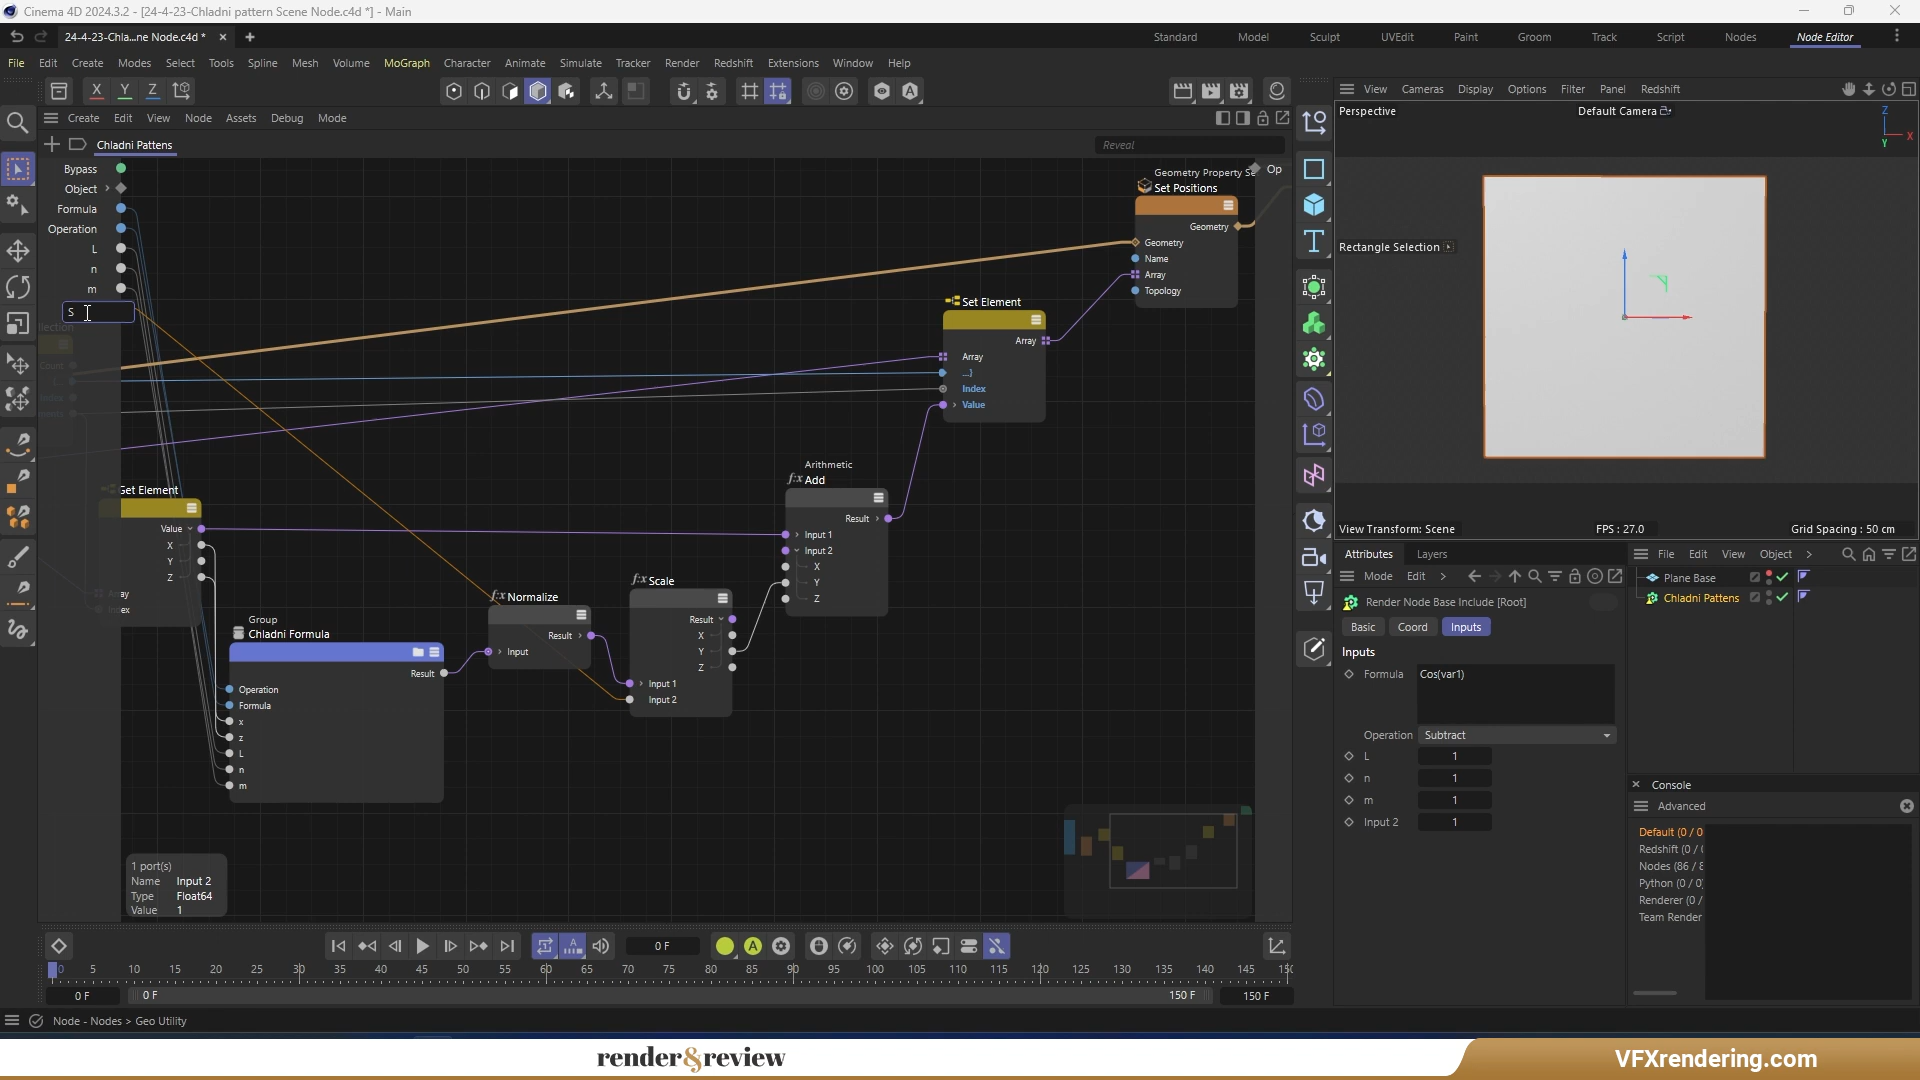 Cinema 4D 2024.3.2 - [24-4-23-Chladni pattern Scene Node.c4d *] - Main
24-4-23-Chla...ne Node.c4d *
Standard Model Sculpt UVEdit Paint Groom Track Script Nodes Node Editor
File Edit Create Modes Select Tools Spline Mesh Volume MoGraph Character Animate Simulate Tracker Render Redshift Extensions Window Help
X Y Z
Create Edit View Node Assets Debug Mode
Chladni Pattens
Reveal
Bypass
Object
Formula
Operation
L
n
m
S
Op
Geometry Property Se
Set Positions
Geometry
Geometry
Name
Array
Topology
Set Element
Array
Array
...}
Index
Value
Count
Index
Get Element
Value
X
Y
Z
Index
Group
Chladni Formula
Result
Operation
Formula
x
z
L
n
m
Normalize
Result
Input
Scale
Result
X
Y
Z
Input 1
Input 2
Arithmetic
Add
Result
Input 1
Input 2
X
Y
Z
1 port(s)
Name Input 2
Type Float64
Value 1
View Cameras Display Options Filter Panel Redshift
Perspective
Default Camera
Z
X
Y
Rectangle Selection
View Transform: Scene
FPS : 27.0
Grid Spacing : 50 cm
Attributes Layers
Mode Edit
Render Node Base Include [Root]
Basic Coord Inputs
Inputs
Formula Cos(var1)
Operation Subtract
L 1
n 1
m 1
Input 2 1
File Edit View Object
Plane Base
Chladni Pattens
Console
Advanced
Default (0 / 0
Redshift (0 / (
Nodes (86 / 8
Python (0 / 0)
Renderer (0 /
Team Render
0 F
0 5 10 15 20 25 30 35 40 45 50 55 60 65 70 75 80 85 90 95 100 105 110 115 120 125 130 135 140 145
0 F
0 F
150 F
150 F
Node - Nodes > Geo Utility
render&review
VFXrendering.com